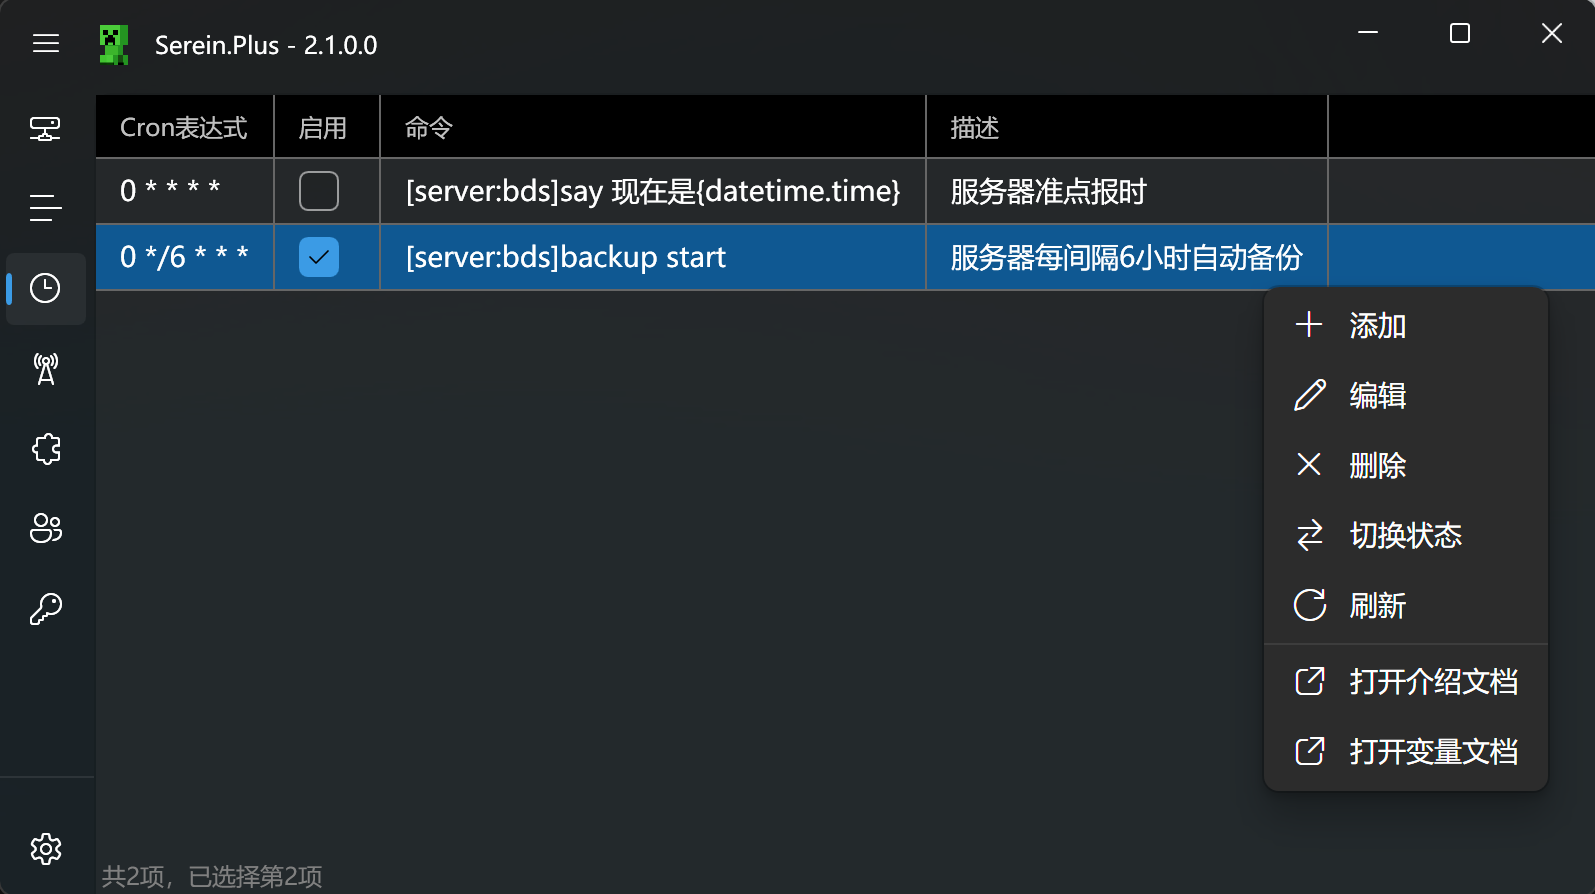 Serein.Plus - 2.1.0.0
Cron表达式 启用 命令 描述
0 * * * * [server:bds]say 现在是{datetime.time} 服务器准点报时
0 */6 * * * [server:bds]backup start 服务器每间隔6小时自动备份
添加
编辑
删除
切换状态
刷新
打开介绍文档
打开变量文档
共2项，已选择第2项